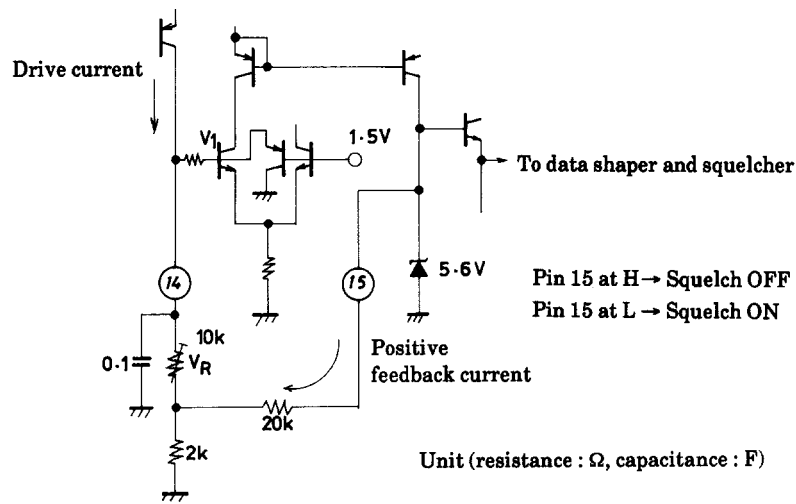 Drive current
V1
1.5V
To data shaper and squelcher
14
15
5.6V
Pin 15 at H → Squelch OFF
Pin 15 at L → Squelch ON
10k
0.1
VR
Positive
feedback current
20k
2k
Unit (resistance : Ω, capacitance : F)